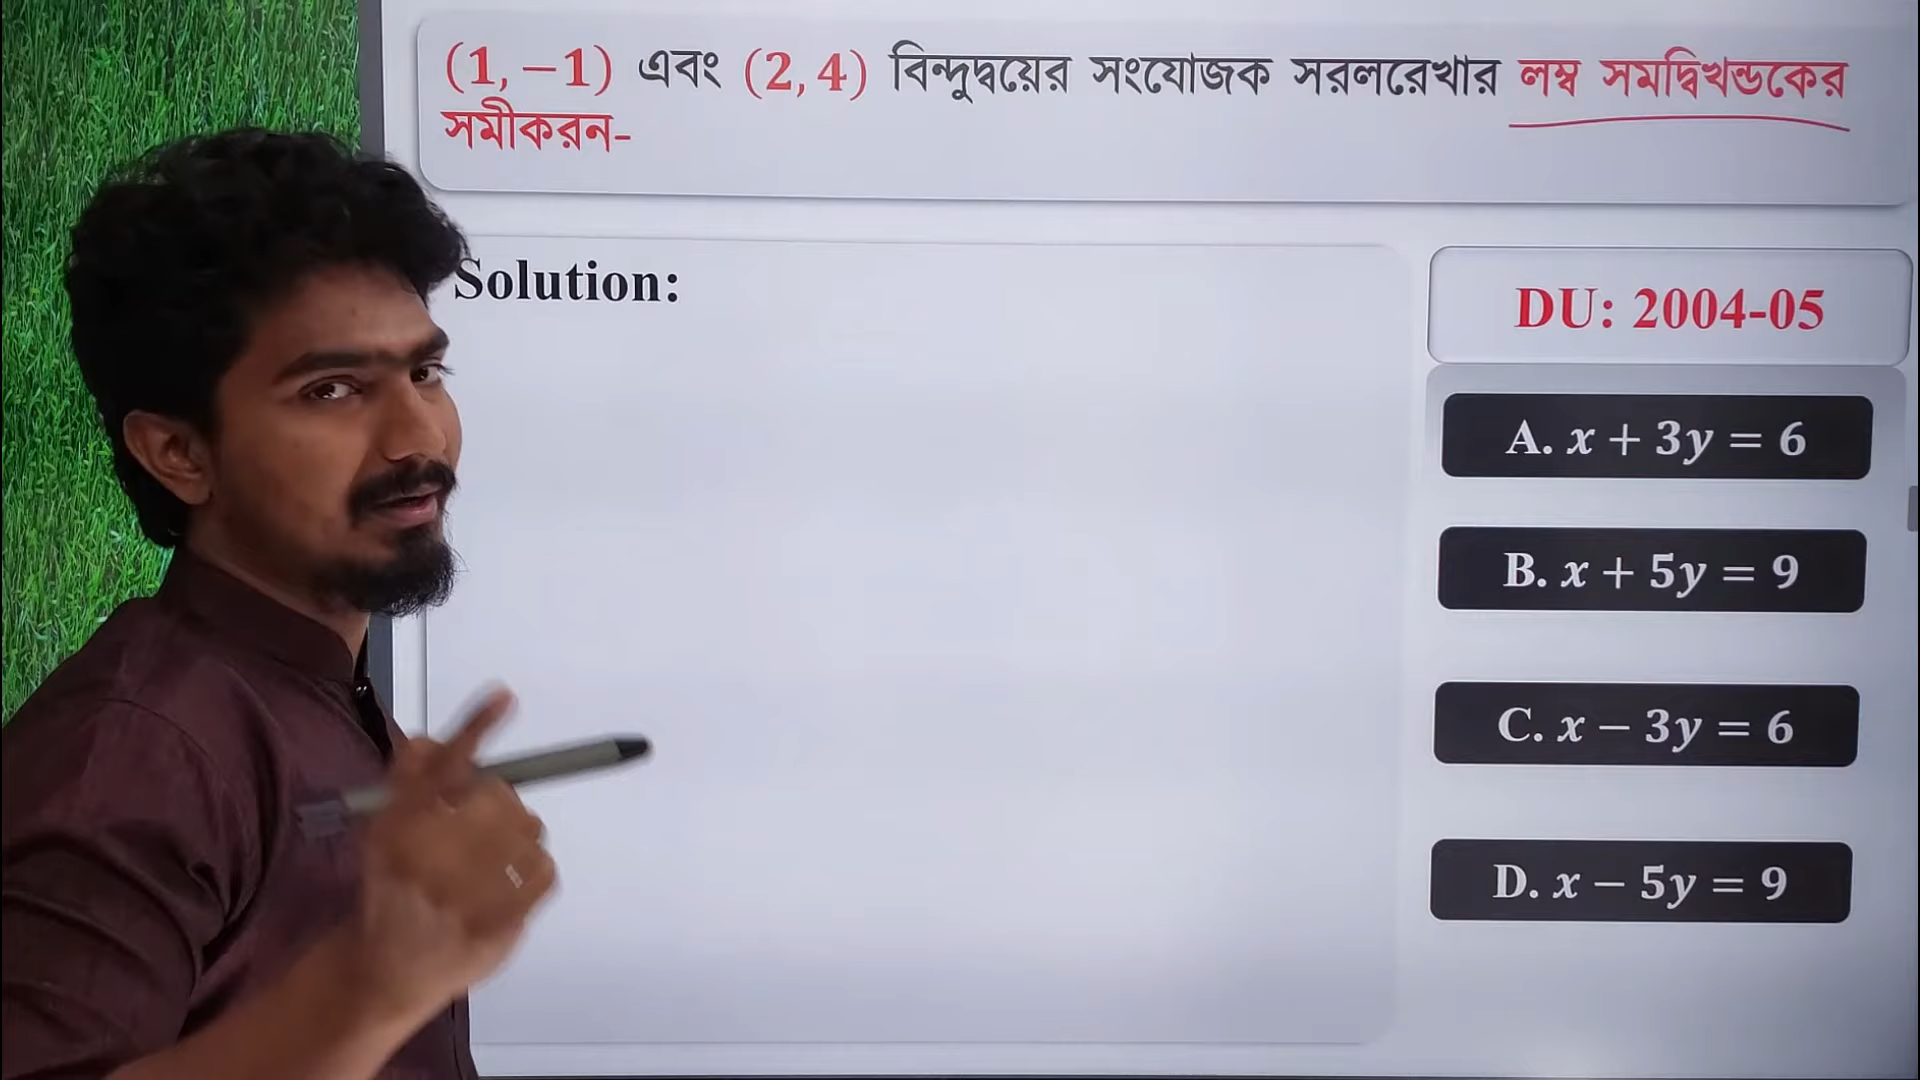 (1, −1) এবং (2, 4) বিন্দুদ্বয়ের সংযোজক সরলরেখার লম্ব সমদ্বিখন্ডকের
সমীকরন-
Solution:
DU: 2004-05
A. x + 3y = 6
B. x + 5y = 9
C. x − 3y = 6
D. x − 5y = 9